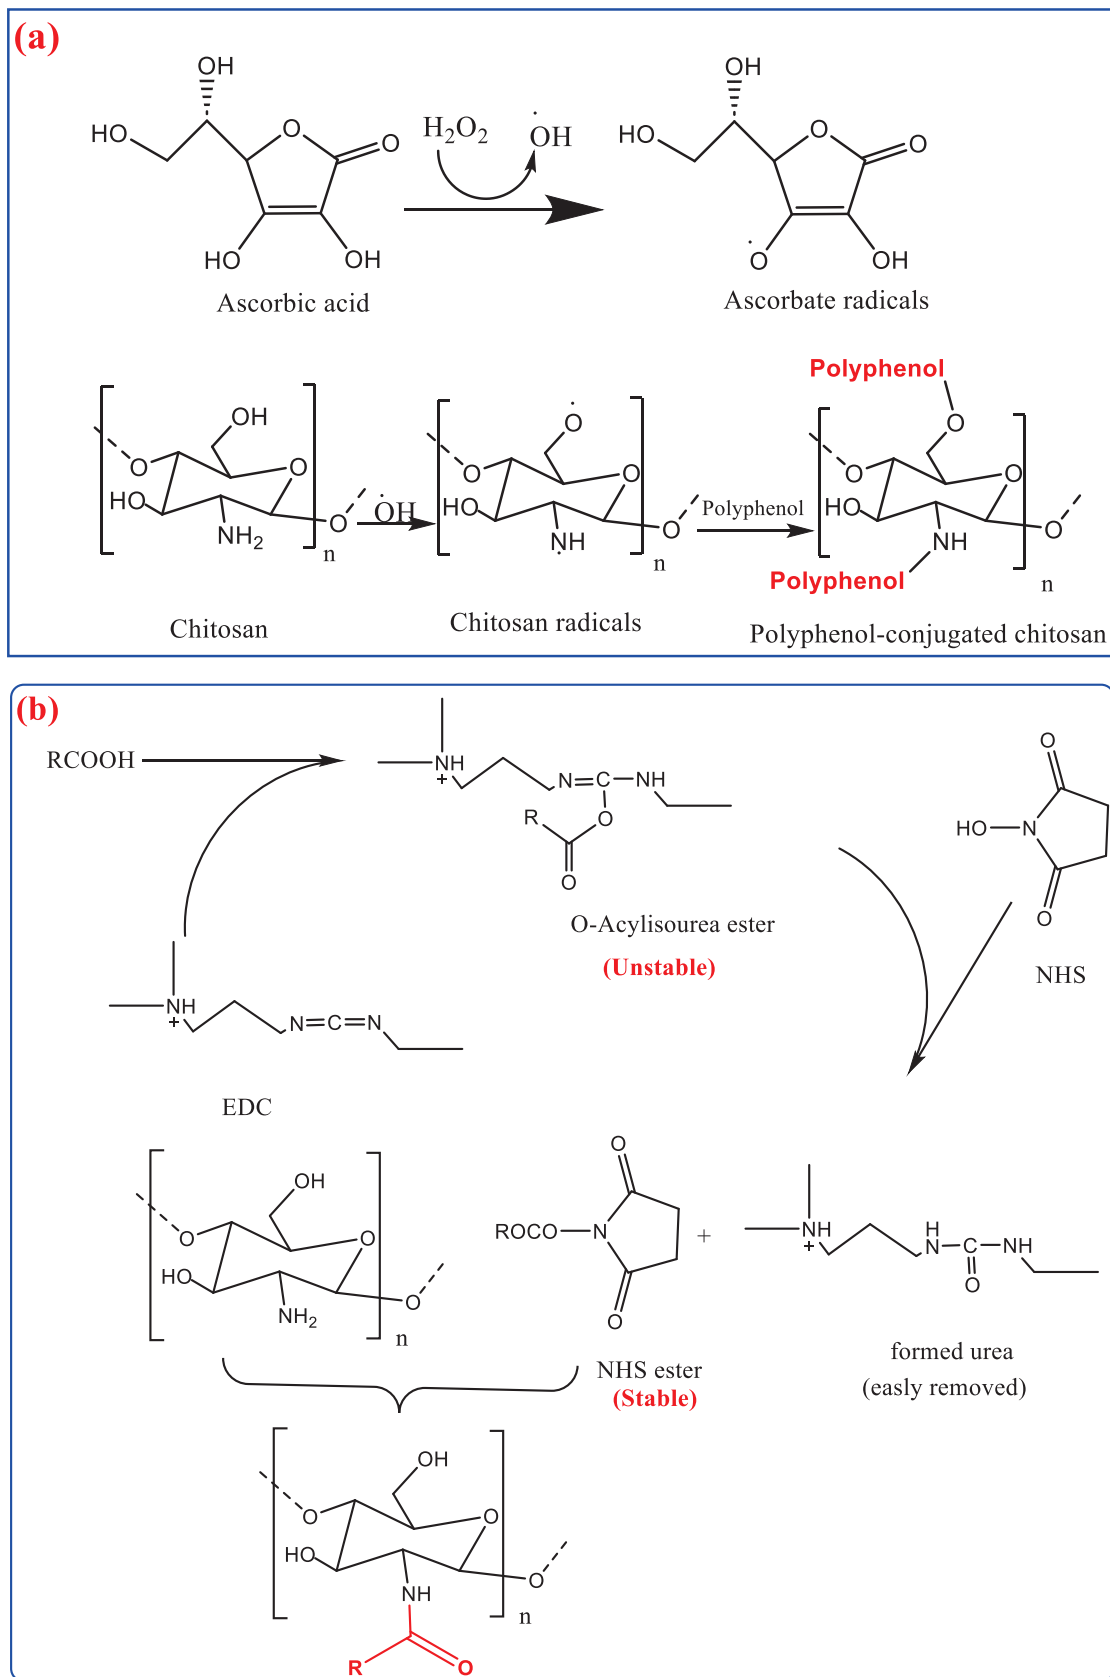 (a)
OH
HO
O
O
HO
OH
Ascorbic acid
H2O2
·OH
OH
HO
O
O
·O
OH
Ascorbate radicals
OH
O
O
HO
NH2
O
n
Chitosan
·OH
·O
O
O
HO
·NH
O
n
Chitosan radicals
Polyphenol
Polyphenol
O
O
O
HO
NH
O
Polyphenol
n
Polyphenol-conjugated chitosan
(b)
RCOOH
NH
+
N=C-NH
R
O
O
O-Acylisourea ester
(Unstable)
O
HO-N
O
NHS
NH
+
N=C=N
EDC
OH
O
O
HO
NH2
O
n
O
ROCO-N
O
+
NHS ester
(Stable)
NH
+
H
N-C-NH
O
formed urea
(easly removed)
OH
O
O
HO
NH
O
n
R
O